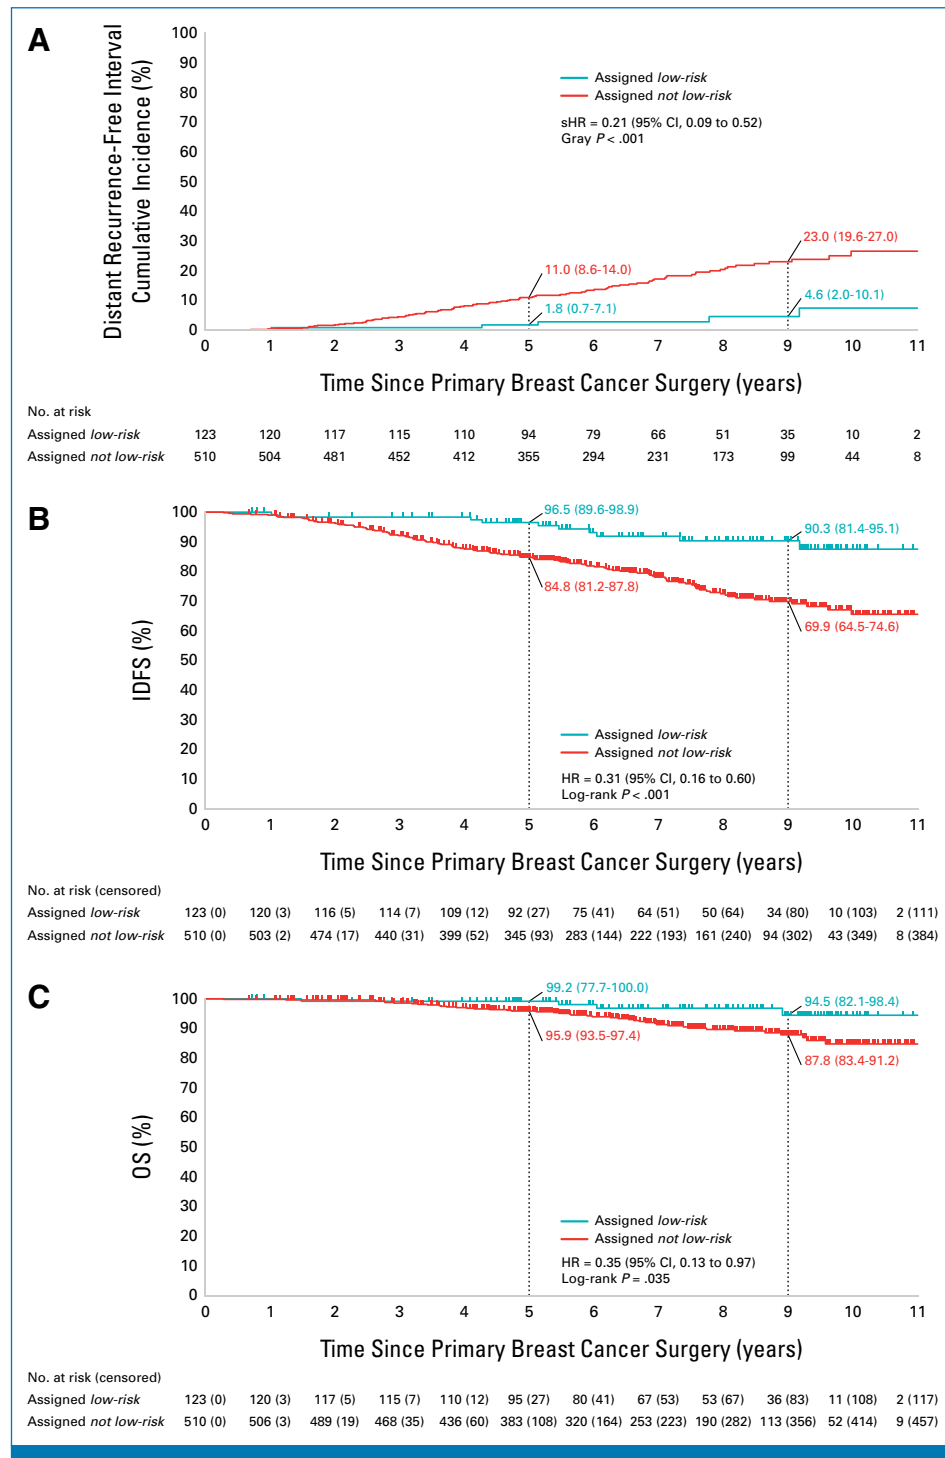 A
Distant Recurrence-Free Interval
Cumulative Incidence (%)
100
90
80
70
60
50
40
30
20
10
0
Assigned low-risk
Assigned not low-risk
sHR = 0.21 (95% CI, 0.09 to 0.52)
Gray P < .001
11.0 (8.6-14.0)
1.8 (0.7-7.1)
23.0 (19.6-27.0)
4.6 (2.0-10.1)
0 1 2 3 4 5 6 7 8 9 10 11
Time Since Primary Breast Cancer Surgery (years)
No. at risk
Assigned low-risk 123 120 117 115 110 94 79 66 51 35 10 2
Assigned not low-risk 510 504 481 452 412 355 294 231 173 99 44 8
B
IDFS (%)
100
90
80
70
60
50
40
30
20
10
0
96.5 (89.6-98.9)
84.8 (81.2-87.8)
90.3 (81.4-95.1)
69.9 (64.5-74.6)
Assigned low-risk
Assigned not low-risk
HR = 0.31 (95% CI, 0.16 to 0.60)
Log-rank P < .001
0 1 2 3 4 5 6 7 8 9 10 11
Time Since Primary Breast Cancer Surgery (years)
No. at risk (censored)
Assigned low-risk 123 (0) 120 (3) 116 (5) 114 (7) 109 (12) 92 (27) 75 (41) 64 (51) 50 (64) 34 (80) 10 (103) 2 (111)
Assigned not low-risk 510 (0) 503 (2) 474 (17) 440 (31) 399 (52) 345 (93) 283 (144) 222 (193) 161 (240) 94 (302) 43 (349) 8 (384)
C
OS (%)
100
90
80
70
60
50
40
30
20
10
0
99.2 (77.7-100.0)
95.9 (93.5-97.4)
94.5 (82.1-98.4)
87.8 (83.4-91.2)
Assigned low-risk
Assigned not low-risk
HR = 0.35 (95% CI, 0.13 to 0.97)
Log-rank P = .035
0 1 2 3 4 5 6 7 8 9 10 11
Time Since Primary Breast Cancer Surgery (years)
No. at risk (censored)
Assigned low-risk 123 (0) 120 (3) 117 (5) 115 (7) 110 (12) 95 (27) 80 (41) 67 (53) 53 (67) 36 (83) 11 (108) 2 (117)
Assigned not low-risk 510 (0) 506 (3) 489 (19) 468 (35) 436 (60) 383 (108) 320 (164) 253 (223) 190 (282) 113 (356) 52 (414) 9 (457)